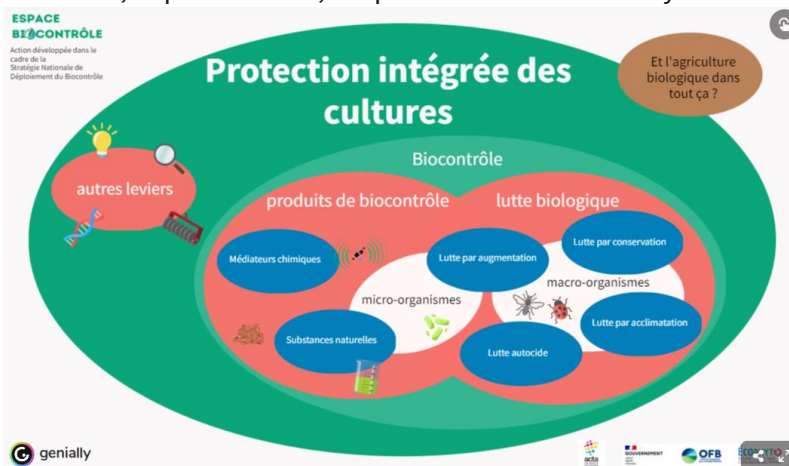 ESPACE
BIOCONTRÔLE
Action développée dans le
cadre de la
Stratégie Nationale de
Déploiement du Biocontrôle
Protection intégrée des
cultures
Et l'agriculture
biologique dans
tout ça ?
Biocontrôle
autres leviers
produits de biocontrôle
lutte biologique
Médiateurs chimiques
Lutte par augmentation
Lutte par conservation
micro-organismes
macro-organismes
Substances naturelles
Lutte par acclimatation
Lutte autocide
genially
acta
GOUVERNEMENT
OFB